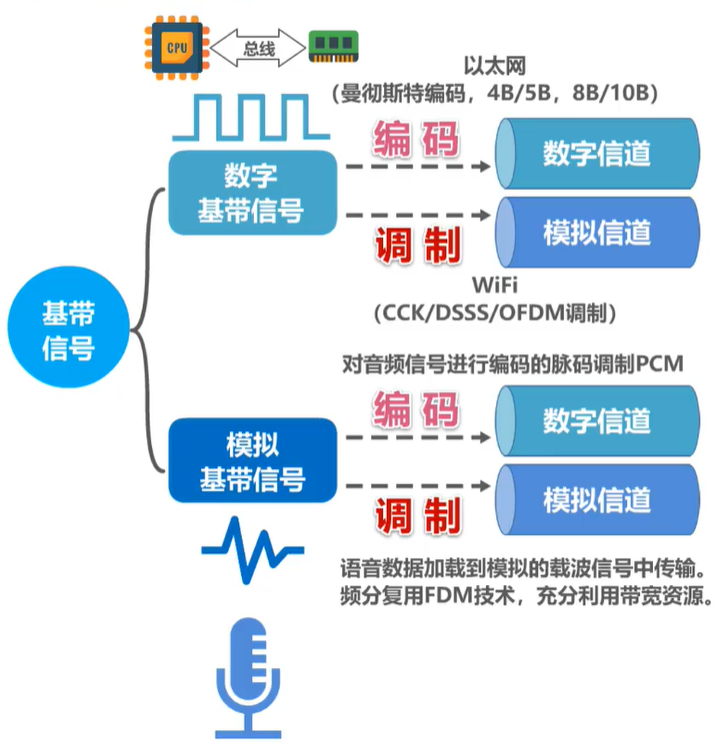 CPU
总线
以太网
（曼彻斯特编码，4B/5B，8B/10B）
编码
数字信道
数字
基带信号
调制
模拟信道
WiFi
（CCK/DSSS/OFDM调制）
基带
信号
对音频信号进行编码的脉码调制PCM
编码
数字信道
模拟
基带信号
调制
模拟信道
语音数据加载到模拟的载波信号中传输。
频分复用FDM技术，充分利用带宽资源。